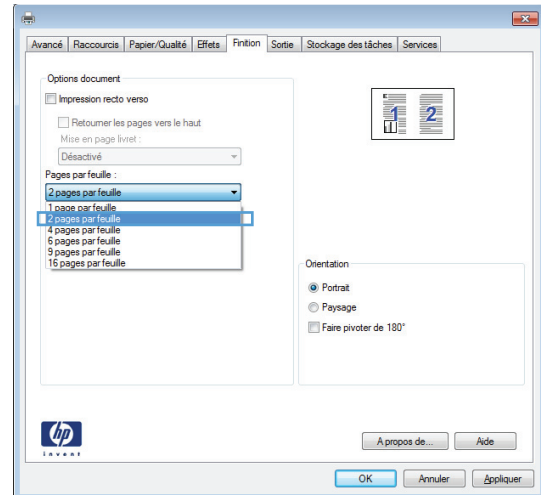 Avancé Raccourcis Papier/Qualité Effets Finition Sortie Stockage des tâches Services
Options document
Impression recto verso
Retourner les pages vers le haut
Mise en page livret :
Désactivé
Pages par feuille :
2 pages par feuille
1 page par feuille
2 pages par feuille
4 pages par feuille
6 pages par feuille
9 pages par feuille
16 pages par feuille
1 2
Orientation
Portrait
Paysage
Faire pivoter de 180°
hp
invent
A propos de... Aide
OK Annuler Appliquer